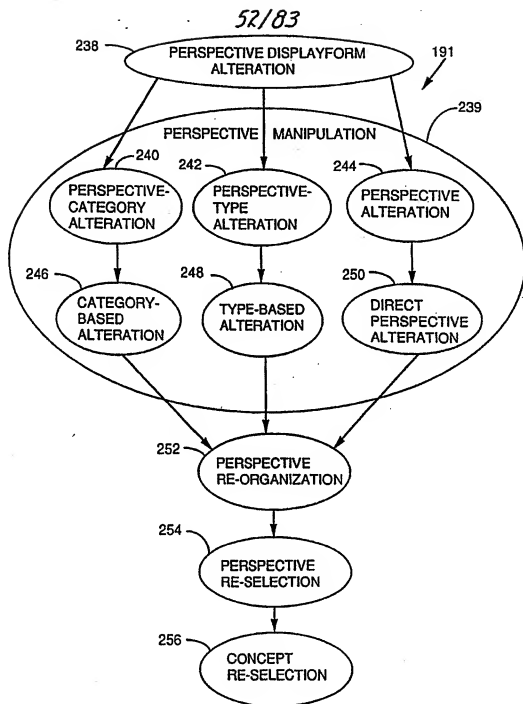 52/83
238
PERSPECTIVE DISPLAYFORM
ALTERATION
191
239
PERSPECTIVE MANIPULATION
240
PERSPECTIVE-
CATEGORY
ALTERATION
242
PERSPECTIVE-
TYPE
ALTERATION
244
PERSPECTIVE
ALTERATION
246
CATEGORY-
BASED
ALTERATION
248
TYPE-BASED
ALTERATION
250
DIRECT
PERSPECTIVE
ALTERATION
252
PERSPECTIVE
RE-ORGANIZATION
254
PERSPECTIVE
RE-SELECTION
256
CONCEPT
RE-SELECTION